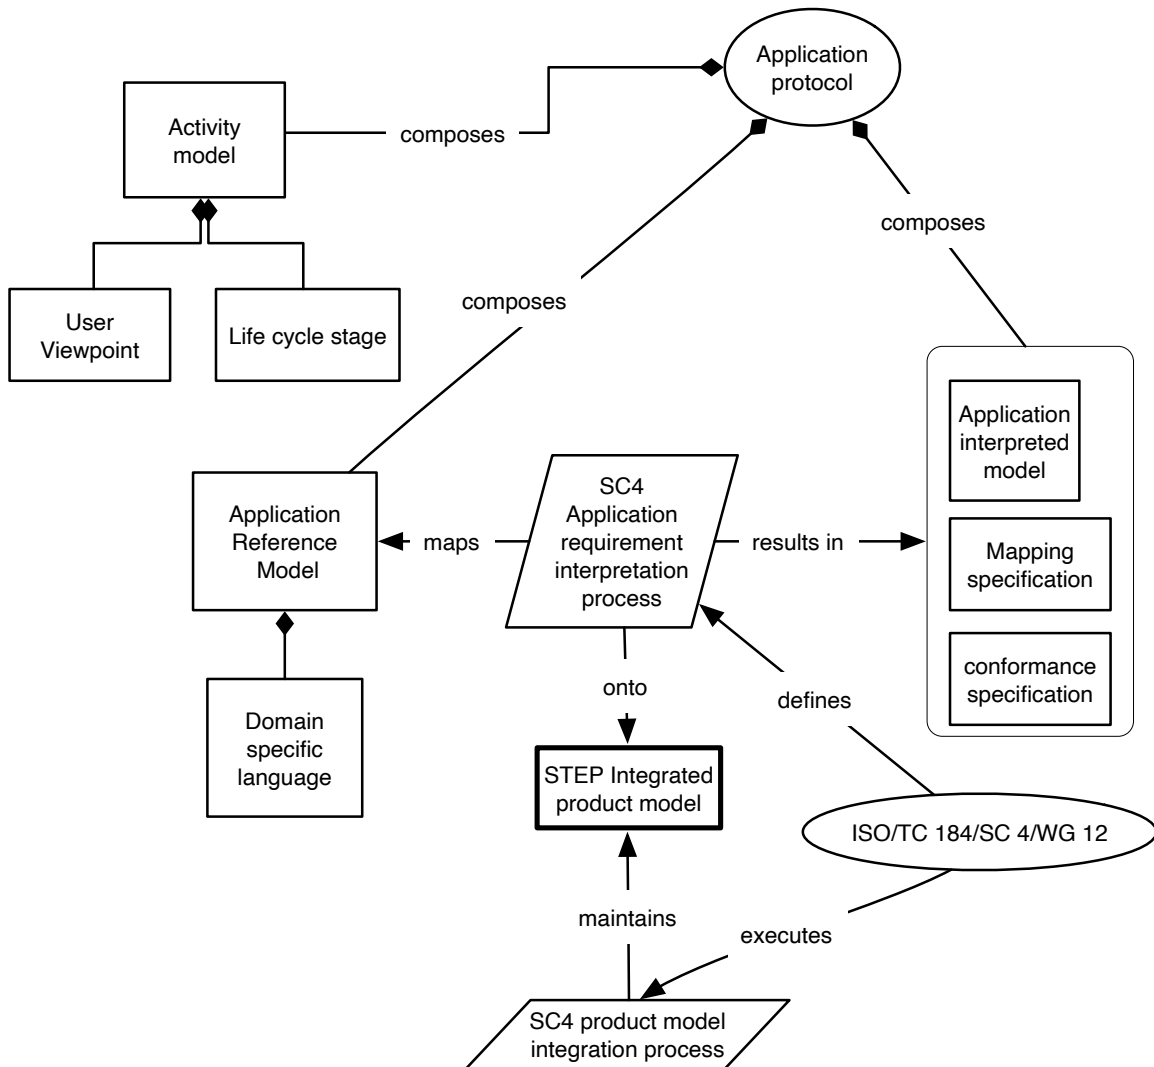 Application
protocol
Activity
model
composes
composes
User
Viewpoint
Life cycle stage
composes
Application
interpreted
model
SC4
Application
requirement
interpretation
process
Application
Reference
Model
maps
results in
Mapping
specification
onto
defines
conformance
specification
Domain
specific
language
STEP Integrated
product model
ISO/TC 184/SC 4/WG 12
maintains
executes
SC4 product model
integration process